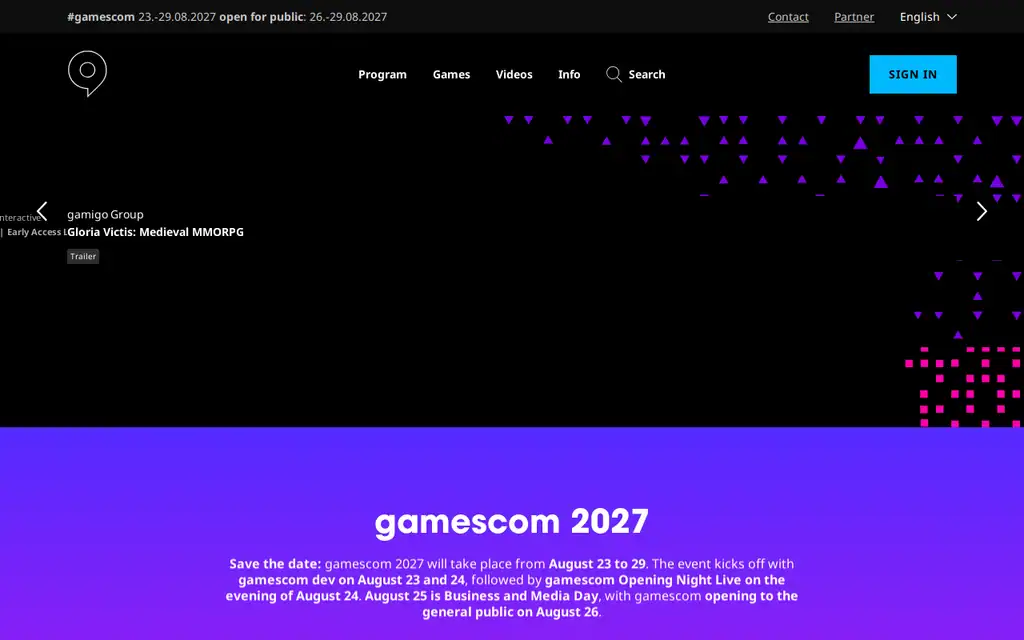 #gamescom 23.-29.08.2027 open for public: 26.-29.08.2027
Contact
Partner
English
Program
Games
Videos
Info
Search
SIGN IN
nteractive
| Early Access L
gamigo Group
Gloria Victis: Medieval MMORPG
Trailer
gamescom 2027
Save the date: gamescom 2027 will take place from August 23 to 29. The event kicks off with
gamescom dev on August 23 and 24, followed by gamescom Opening Night Live on the
evening of August 24. August 25 is Business and Media Day, with gamescom opening to the
general public on August 26.